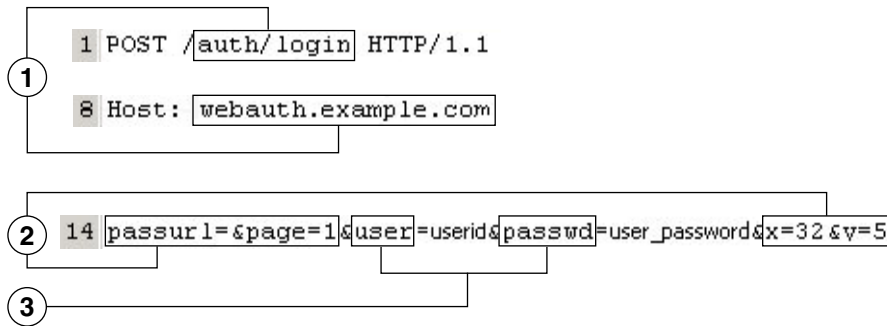 1 POST /auth/login HTTP/1.1
1
8 Host: webauth.example.com
2
14 passurl=&page=1&user=userid&passwd=user_password&x=32&y=5
3